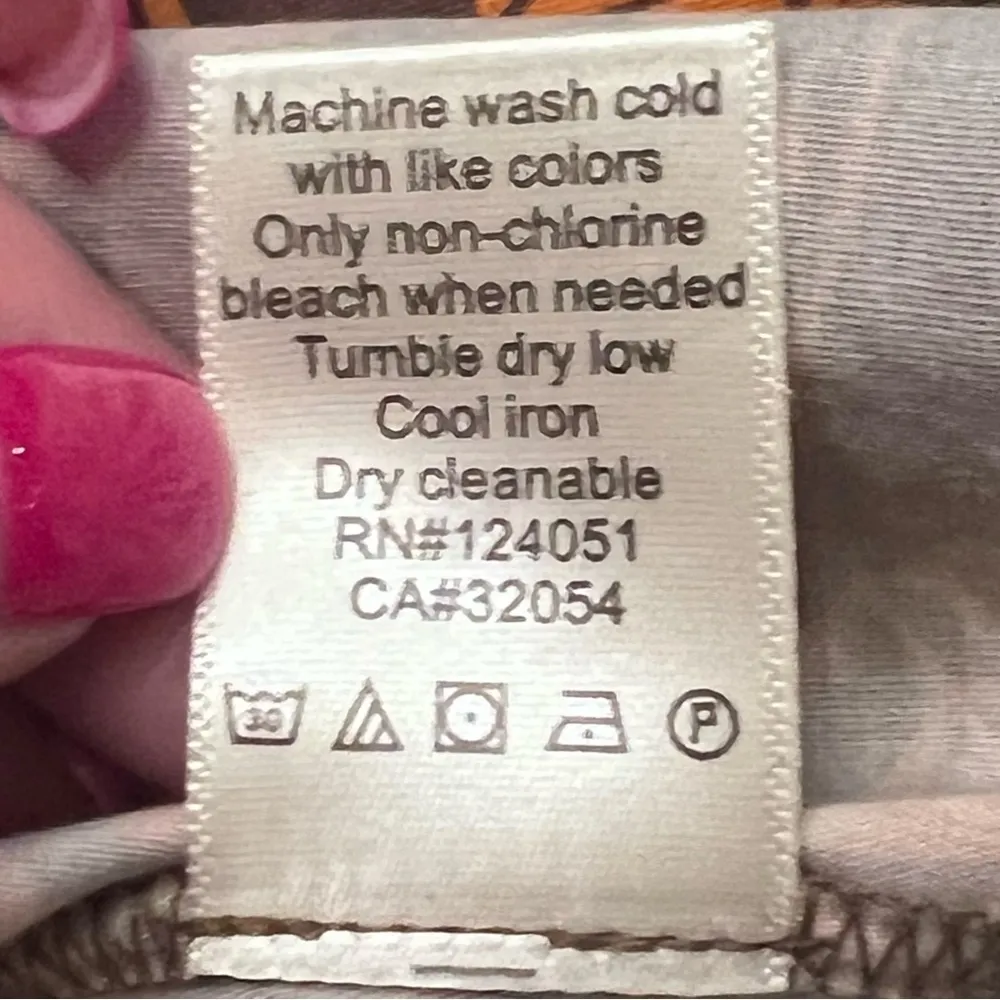 Machine wash cold
with like colors
Only non-chlorine
bleach when needed
Tumble dry low
Cool iron
Dry cleanable
RN#124051
CA#32054
30 P